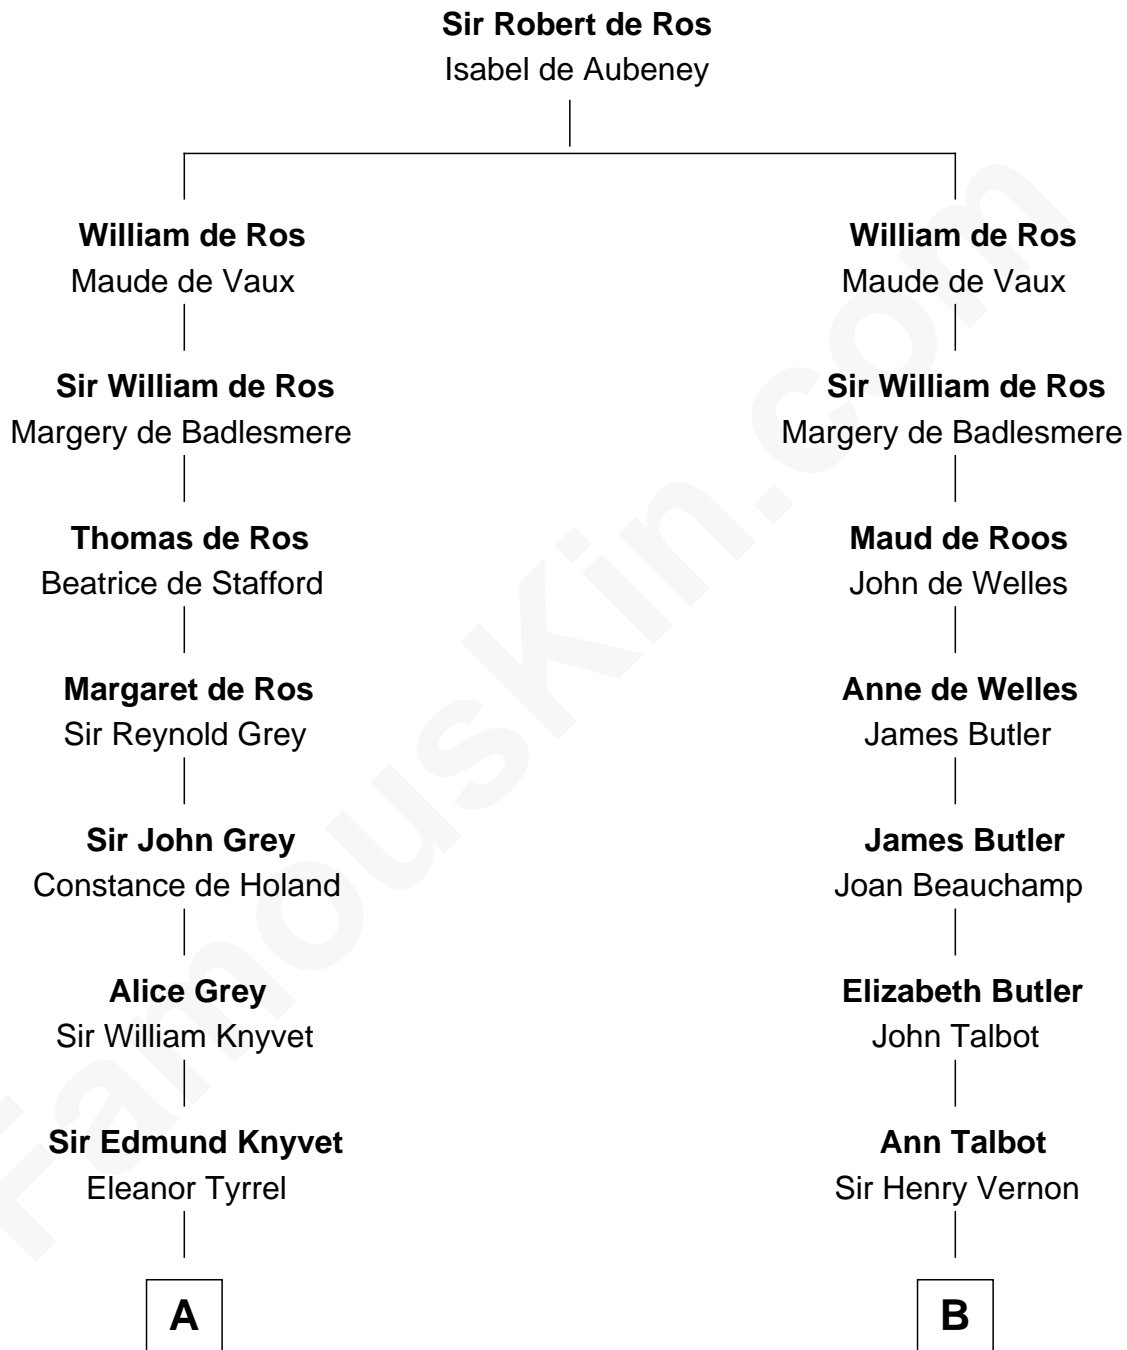 Sir Robert de Ros
Isabel de Aubeney
William de Ros
Maude de Vaux
Sir William de Ros
Margery de Badlesmere
Thomas de Ros
Beatrice de Stafford
Margaret de Ros
Sir Reynold Grey
Sir John Grey
Constance de Holand
Alice Grey
Sir William Knyvet
Sir Edmund Knyvet
Eleanor Tyrrel
A
William de Ros
Maude de Vaux
Sir William de Ros
Margery de Badlesmere
Maud de Roos
John de Welles
Anne de Welles
James Butler
James Butler
Joan Beauchamp
Elizabeth Butler
John Talbot
Ann Talbot
Sir Henry Vernon
B
FamousKin.com